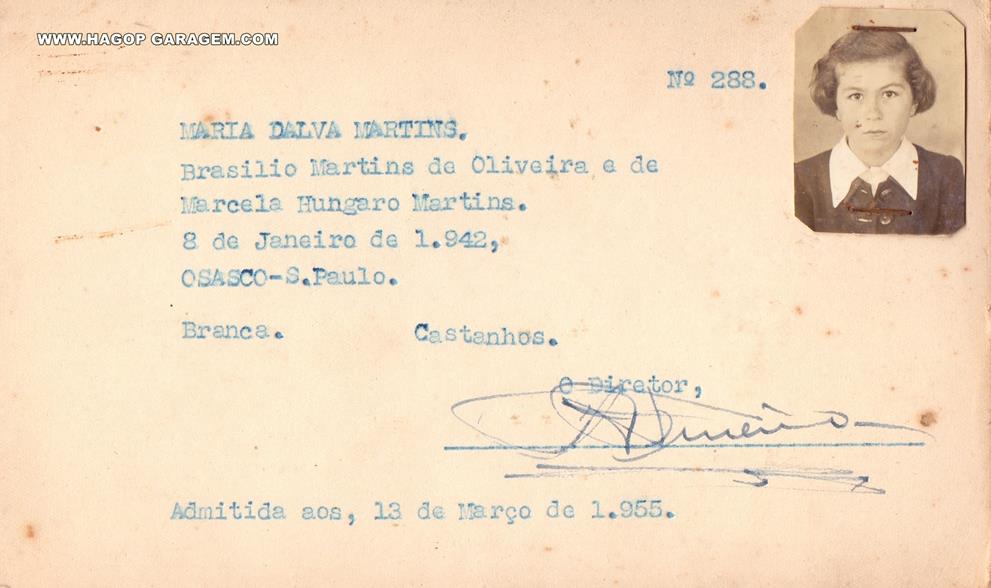 WWW.HAGOP GARAGEM.COM
Nº 288.
MARIA DALVA MARTINS.
Brasilio Martins de Oliveira e de
Marcela Hungaro Martins.
8 de Janeiro de 1.942,
OSASCO-S.Paulo.
Branca. Castanhos.
O Diretor,
Admitida aos, 13 de Março de 1.955.